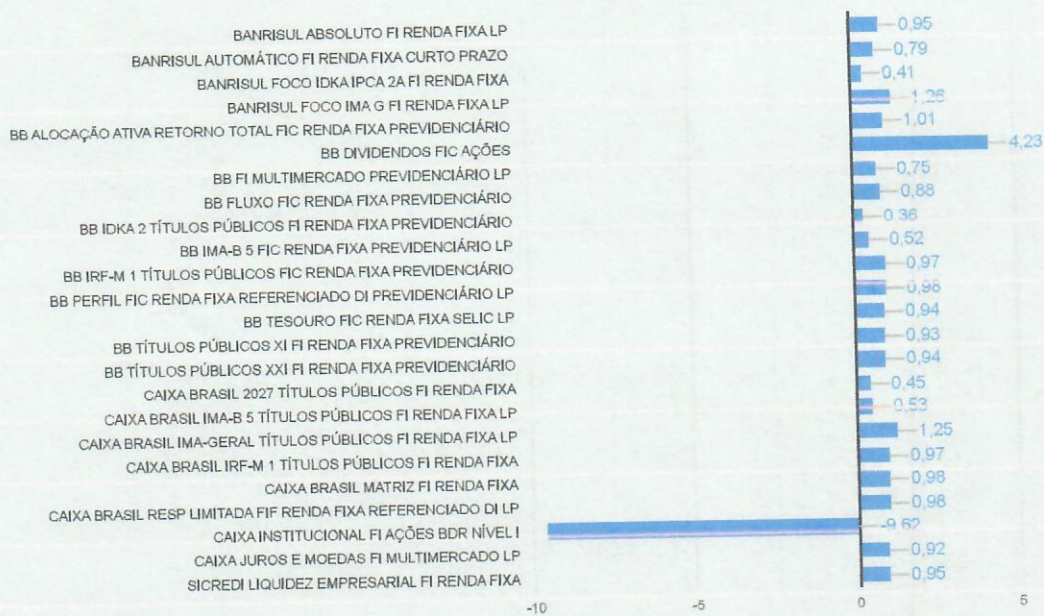 BANRISUL ABSOLUTO FI RENDA FIXA LP 0,95
BANRISUL AUTOMÁTICO FI RENDA FIXA CURTO PRAZO 0,79
BANRISUL FOCO IDKA IPCA 2A FI RENDA FIXA 0,41
BANRISUL FOCO IMA G FI RENDA FIXA LP 1,26
BB ALOCAÇÃO ATIVA RETORNO TOTAL FIC RENDA FIXA PREVIDENCIÁRIO 1,01
BB DIVIDENDOS FIC AÇÕES 4,23
BB FI MULTIMERCADO PREVIDENCIÁRIO LP 0,75
BB FLUXO FIC RENDA FIXA PREVIDENCIÁRIO 0,88
BB IDKA 2 TÍTULOS PÚBLICOS FI RENDA FIXA PREVIDENCIÁRIO 0,36
BB IMA-B 5 FIC RENDA FIXA PREVIDENCIÁRIO LP 0,52
BB IRF-M 1 TÍTULOS PÚBLICOS FIC RENDA FIXA PREVIDENCIÁRIO 0,97
BB PERFIL FIC RENDA FIXA REFERENCIADO DI PREVIDENCIÁRIO LP 0,98
BB TESOURO FIC RENDA FIXA SELIC LP 0,94
BB TÍTULOS PÚBLICOS XI FI RENDA FIXA PREVIDENCIÁRIO 0,93
BB TÍTULOS PÚBLICOS XXI FI RENDA FIXA PREVIDENCIÁRIO 0,94
CAIXA BRASIL 2027 TÍTULOS PÚBLICOS FI RENDA FIXA 0,45
CAIXA BRASIL IMA-B 5 TÍTULOS PÚBLICOS FI RENDA FIXA LP 0,53
CAIXA BRASIL IMA-GERAL TÍTULOS PÚBLICOS FI RENDA FIXA LP 1,25
CAIXA BRASIL IRF-M 1 TÍTULOS PÚBLICOS FI RENDA FIXA 0,97
CAIXA BRASIL MATRIZ FI RENDA FIXA 0,98
CAIXA BRASIL RESP LIMITADA FIF RENDA FIXA REFERENCIADO DI LP 0,98
CAIXA INSTITUCIONAL FI AÇÕES BDR NÍVEL I -9,62
CAIXA JUROS E MOEDAS FI MULTIMERCADO LP 0,92
SICREDI LIQUIDEZ EMPRESARIAL FI RENDA FIXA 0,95
-10 -5 0 5